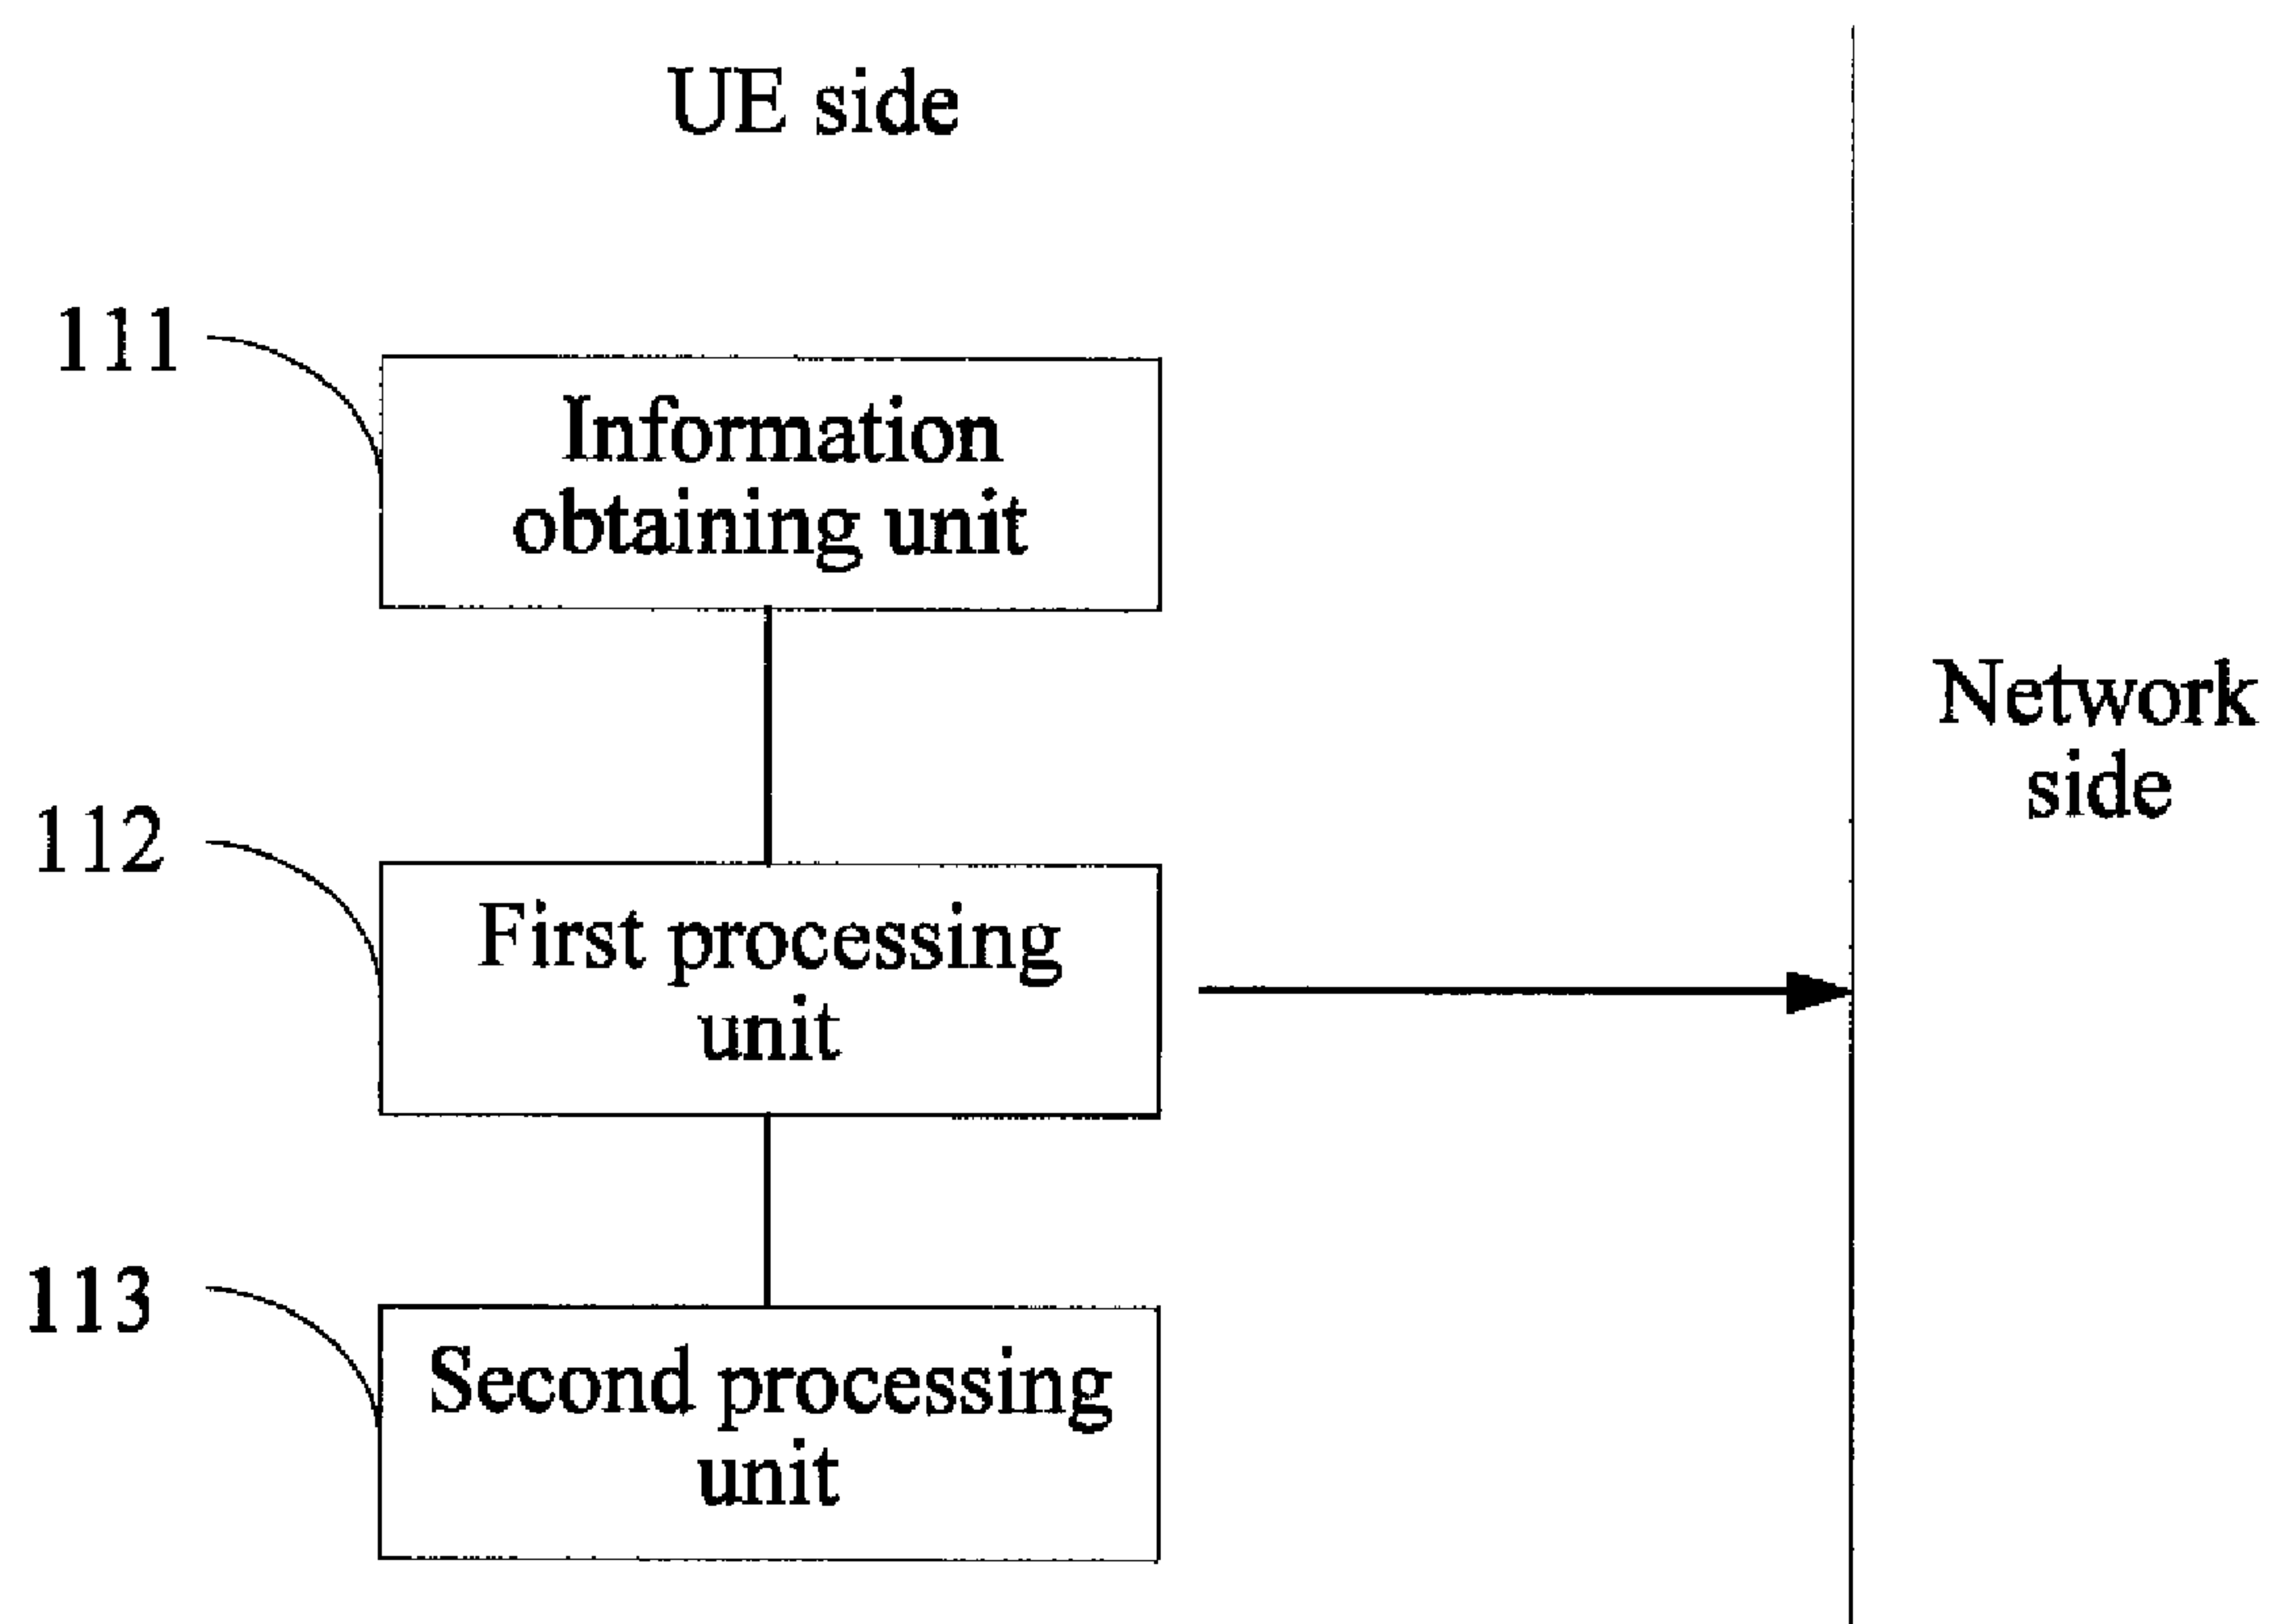 UE side
111
Information
obtaining unit
Network
side
112
First processing
unit
113
Second processing
unit